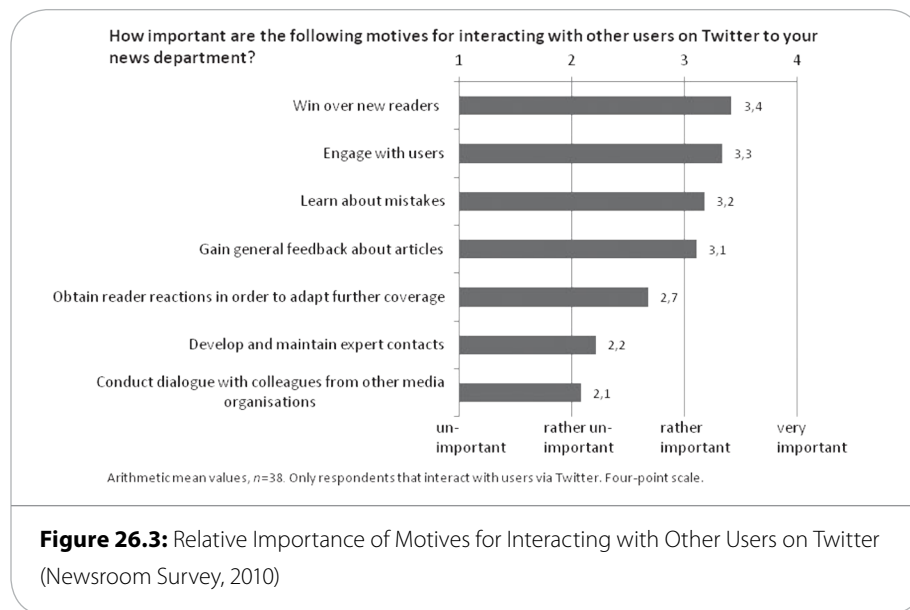 How important are the following motives for interacting with other users on Twitter to your
news department?
1 2 3 4
Win over new readers 3,4
Engage with users 3,3
Learn about mistakes 3,2
Gain general feedback about articles 3,1
Obtain reader reactions in order to adapt further coverage 2,7
Develop and maintain expert contacts 2,2
Conduct dialogue with colleagues from other media
organisations 2,1
un- rather un- rather very
important important important important
Arithmetic mean values, n=38. Only respondents that interact with users via Twitter. Four-point scale.
Figure 26.3: Relative Importance of Motives for Interacting with Other Users on Twitter
(Newsroom Survey, 2010)